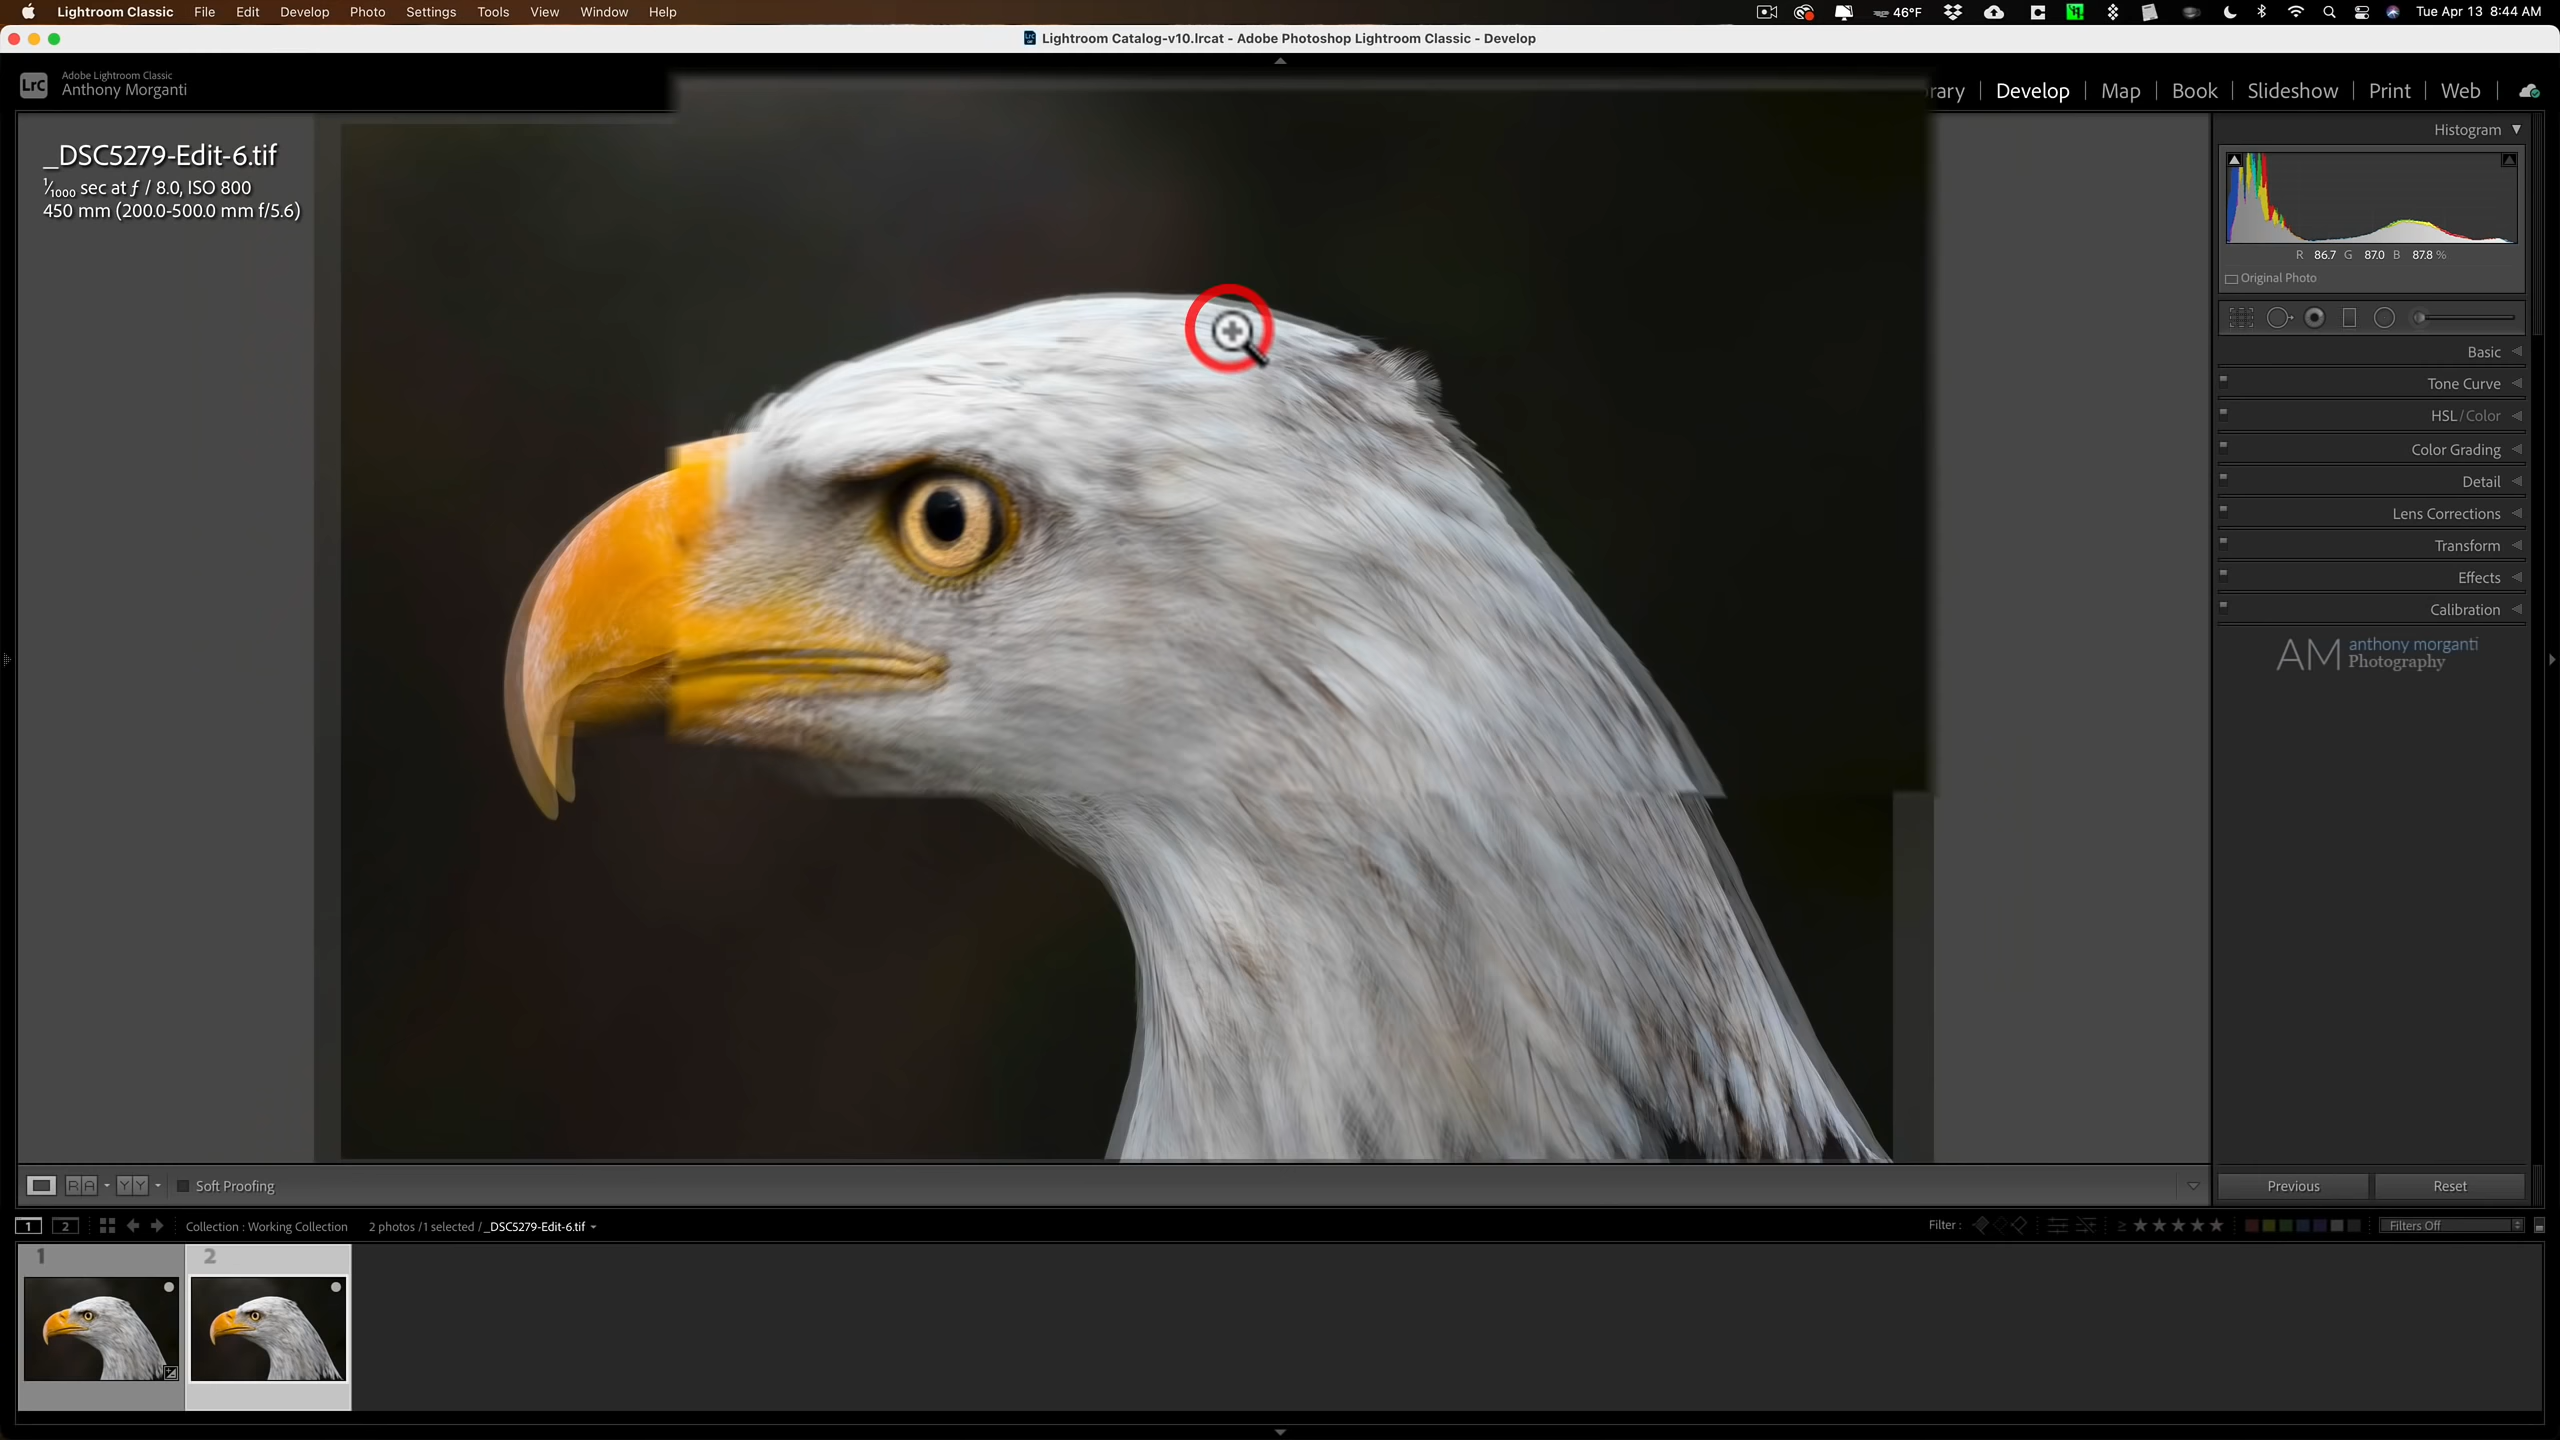 Lightroom Classic File Edit Develop Photo Settings Tools View Window Help 46°F Tue Apr 13 8:44 AM
Lightroom Catalog-v10.lrcat - Adobe Photoshop Lightroom Classic - Develop
LrC Adobe Lightroom Classic
Anthony Morganti
rary | Develop | Map | Book | Slideshow | Print | Web |
Histogram
_DSC5279-Edit-6.tif
1/1000 sec at ƒ / 8.0, ISO 800
450 mm (200.0-500.0 mm f/5.6)
R 86.7 G 87.0 B 87.8 %
Original Photo
Basic
Tone Curve
HSL / Color
Color Grading
Detail
Lens Corrections
Transform
Effects
Calibration
AM anthony morganti
Photography
R A Y Y Soft Proofing
Previous Reset
1 2 Collection : Working Collection 2 photos / 1 selected / _DSC5279-Edit-6.tif Filter : ≥ ★ ★ ★ ★ ★ Filters Off
1 2